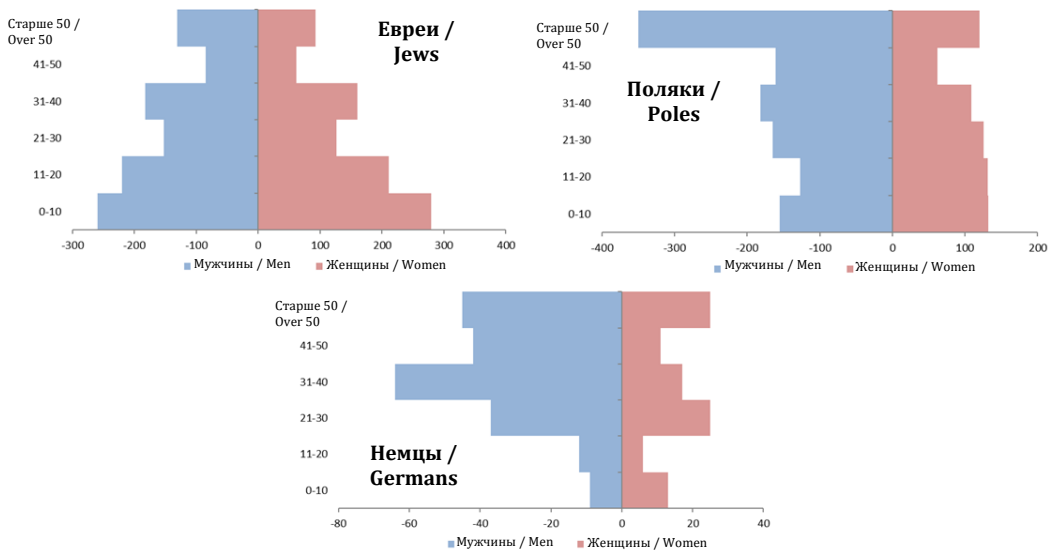 Старше 50 /
Over 50
41-50
31-40
21-30
11-20
0-10
Евреи /
Jews
-300 -200 -100 0 100 200 300 400
Мужчины / Men Женщины / Women
Старше 50 /
Over 50
41-50
31-40
21-30
11-20
0-10
Поляки /
Poles
-400 -300 -200 -100 0 100 200
Мужчины / Men Женщины / Women
Старше 50 /
Over 50
41-50
31-40
21-30
11-20
0-10
Немцы /
Germans
-80 -60 -40 -20 0 20 40
Мужчины / Men Женщины / Women